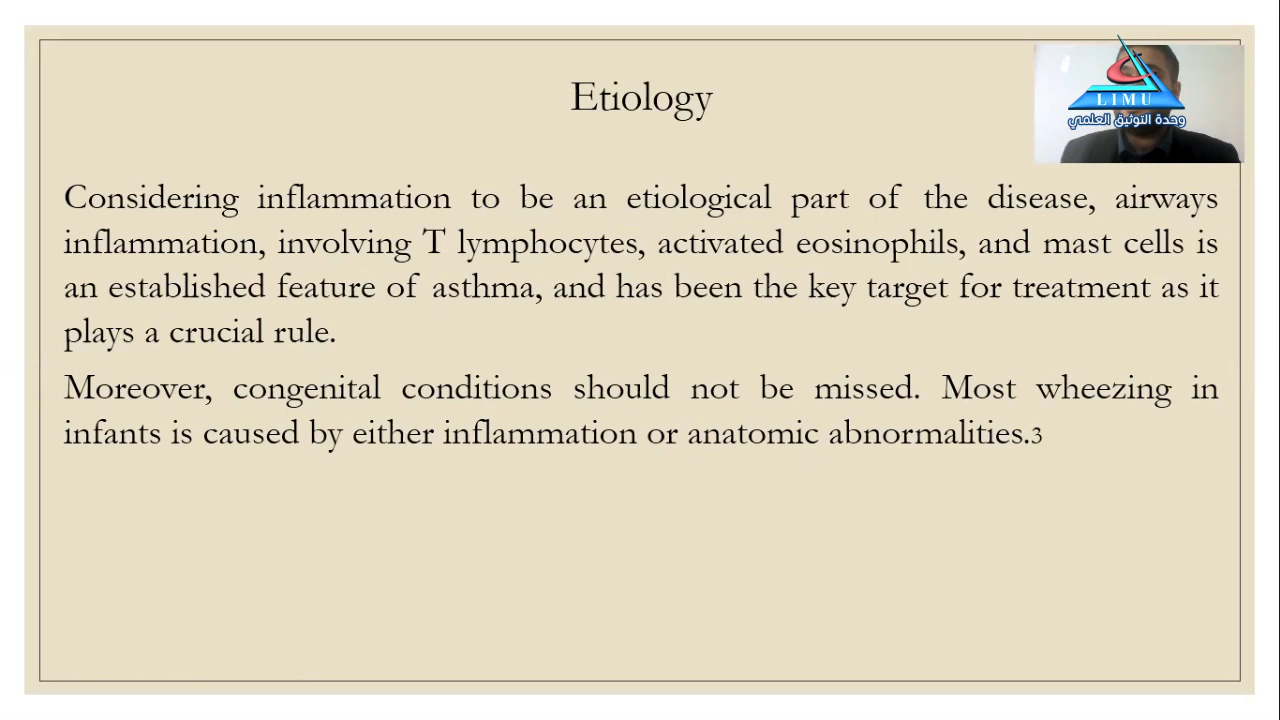 Etiology
LIMU
وحدة التوثيق العلمي
Considering inflammation to be an etiological part of the disease, airways
inflammation, involving T lymphocytes, activated eosinophils, and mast cells is
an established feature of asthma, and has been the key target for treatment as it
plays a crucial rule.
Moreover, congenital conditions should not be missed. Most wheezing in
infants is caused by either inflammation or anatomic abnormalities.3